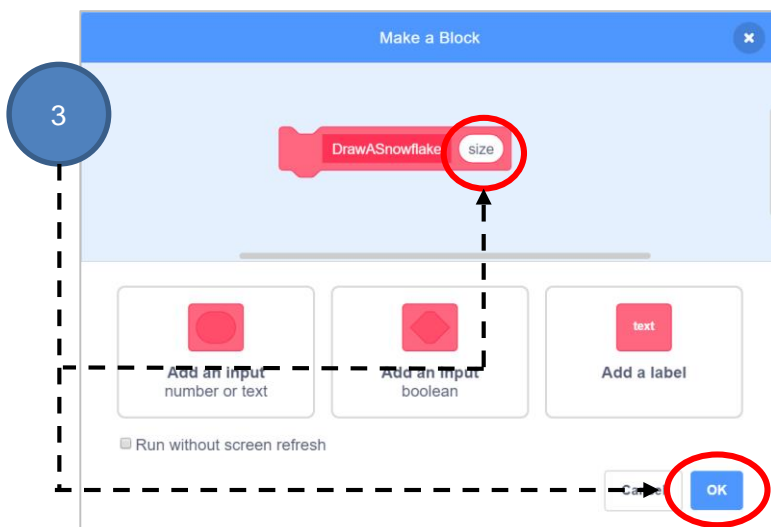 Make a Block
3
DrawASnowflake size
text
Add an input
number or text
Add an input
boolean
Add a label
Run without screen refresh
Cancel OK